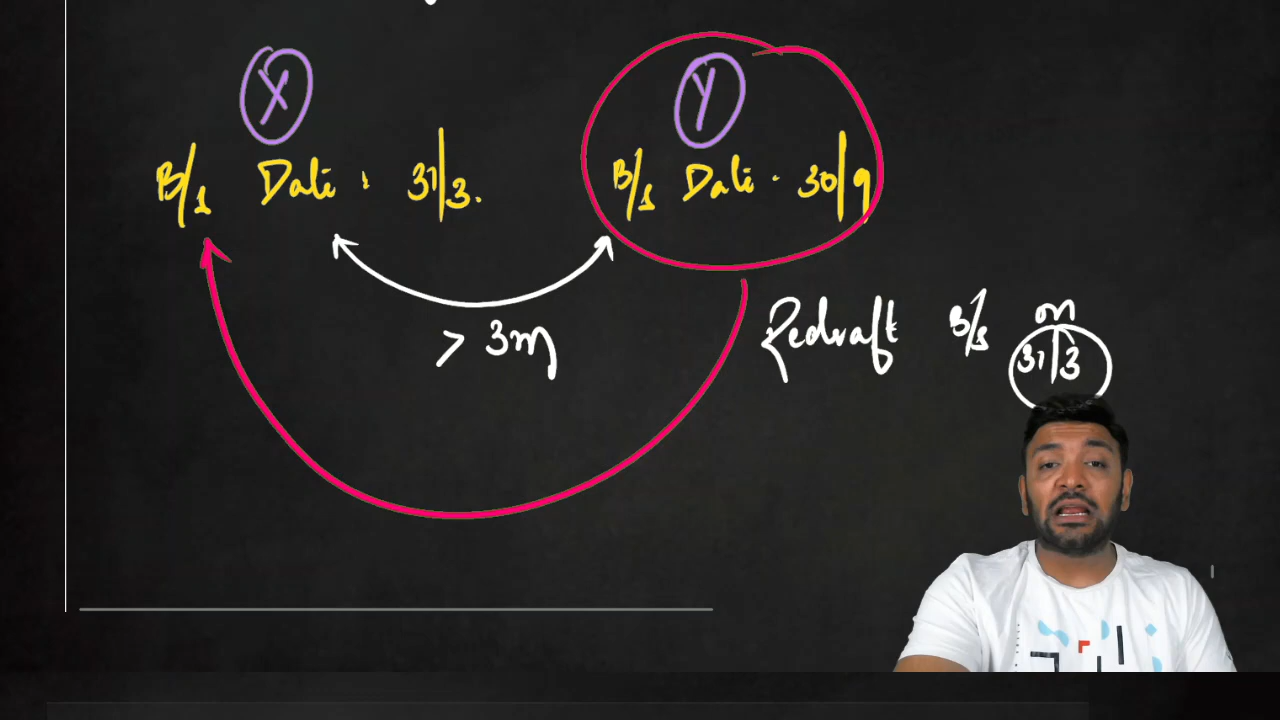 X
Y
B/s Date : 31/3.
B/s Date. 30/9
> 3m
Redraft B/s on
31/3